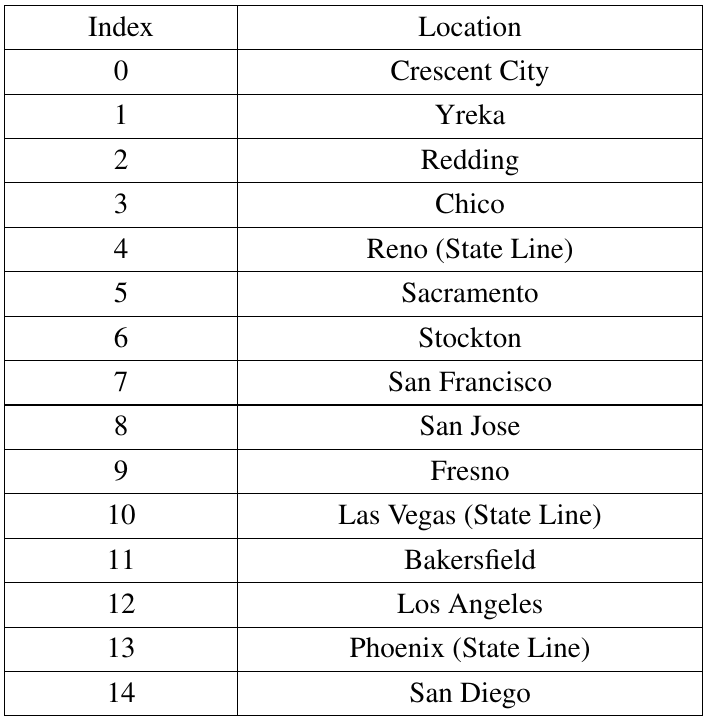 Index Location
0 Crescent City
1 Yreka
2 Redding
3 Chico
4 Reno (State Line)
5 Sacramento
6 Stockton
7 San Francisco
8 San Jose
9 Fresno
10 Las Vegas (State Line)
11 Bakersfield
12 Los Angeles
13 Phoenix (State Line)
14 San Diego